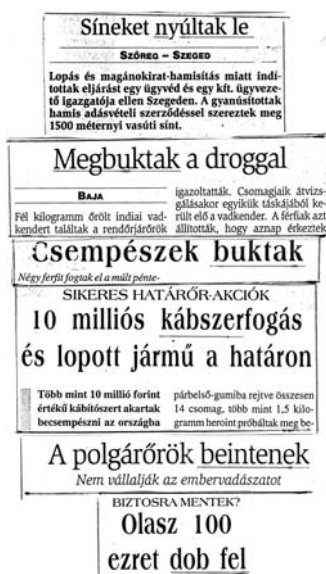 Síneket nyúltak le
SZŐREG – SZEGED
Lopás és magánokirat-hamisítás miatt indí-
tottak eljárást egy ügyvéd és egy kft. ügyveze-
tő igazgatója ellen Szegeden. A gyanúsítottak
hamis adásvételi szerződéssel szereztek meg
1500 méternyi vasúti sínt.
Megbuktak a droggal
BAJA
Fél kilogramm őrölt indiai vad-
kendert találtak a rendőrjárőrök
igazoltatták. Csomagjaik átvizs-
gálásakor egyikük táskájából ke-
rült elő a vadkender. A férfiak azt
állították, hogy aznap érkeztek
Csempészek buktak
Négy férfit fogtak el a múlt pénte-
SIKERES HATÁRŐR-AKCIÓK
10 milliós kábszerfogás
és lopott jármű a határon
Több mint 10 millió forint
értékű kábítószert akartak
becsempészni az országba
párbelső-gumiba rejtve összesen
14 csomag, több mint 1,5 kilo-
gramm heroint próbáltak meg be-
A polgárőrök beintenek
Nem vállalják az embervadászatot
BIZTOSRA MENTEK?
Olasz 100
ezret dob fel